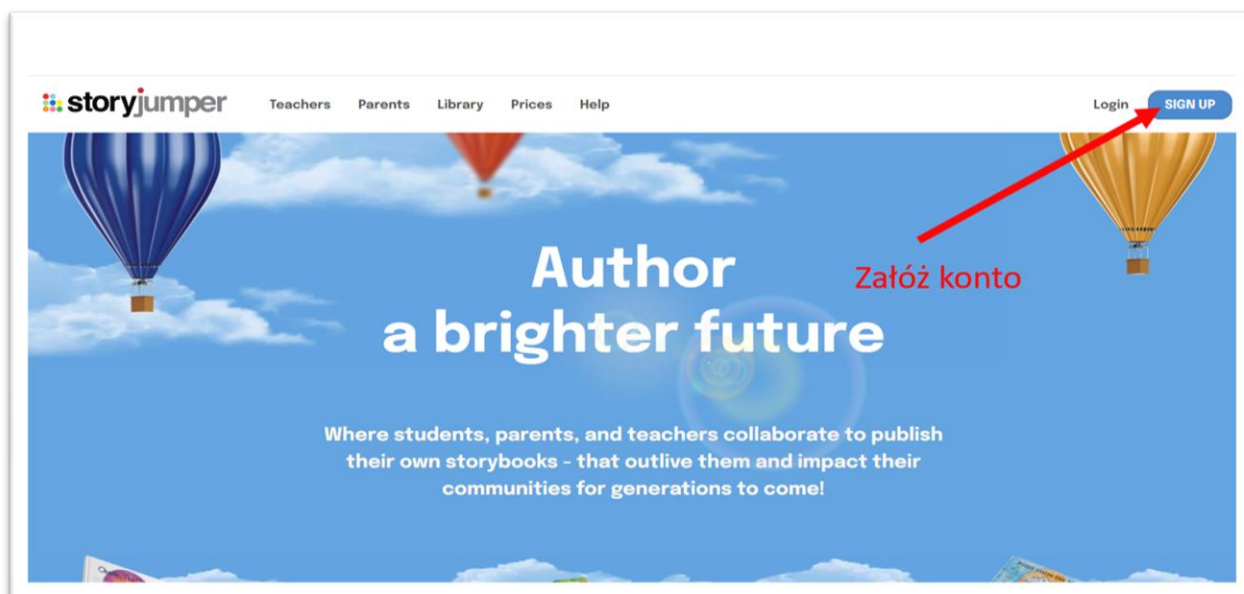 storyjumper
Teachers Parents Library Prices Help Login SIGN UP
Author
a brighter future
Załóż konto
Where students, parents, and teachers collaborate to publish
their own storybooks - that outlive them and impact their
communities for generations to come!